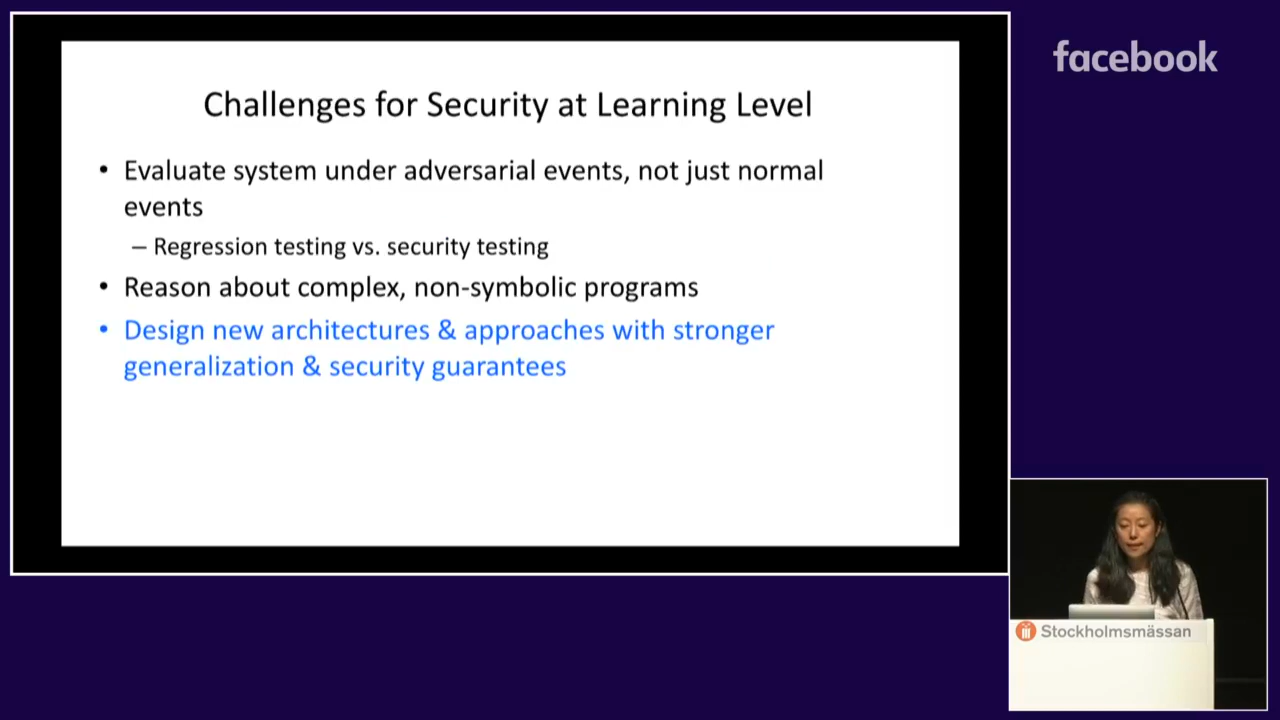 facebook
Challenges for Security at Learning Level
• Evaluate system under adversarial events, not just normal
events
– Regression testing vs. security testing
• Reason about complex, non-symbolic programs
• Design new architectures & approaches with stronger
generalization & security guarantees
Stockholmsmässan